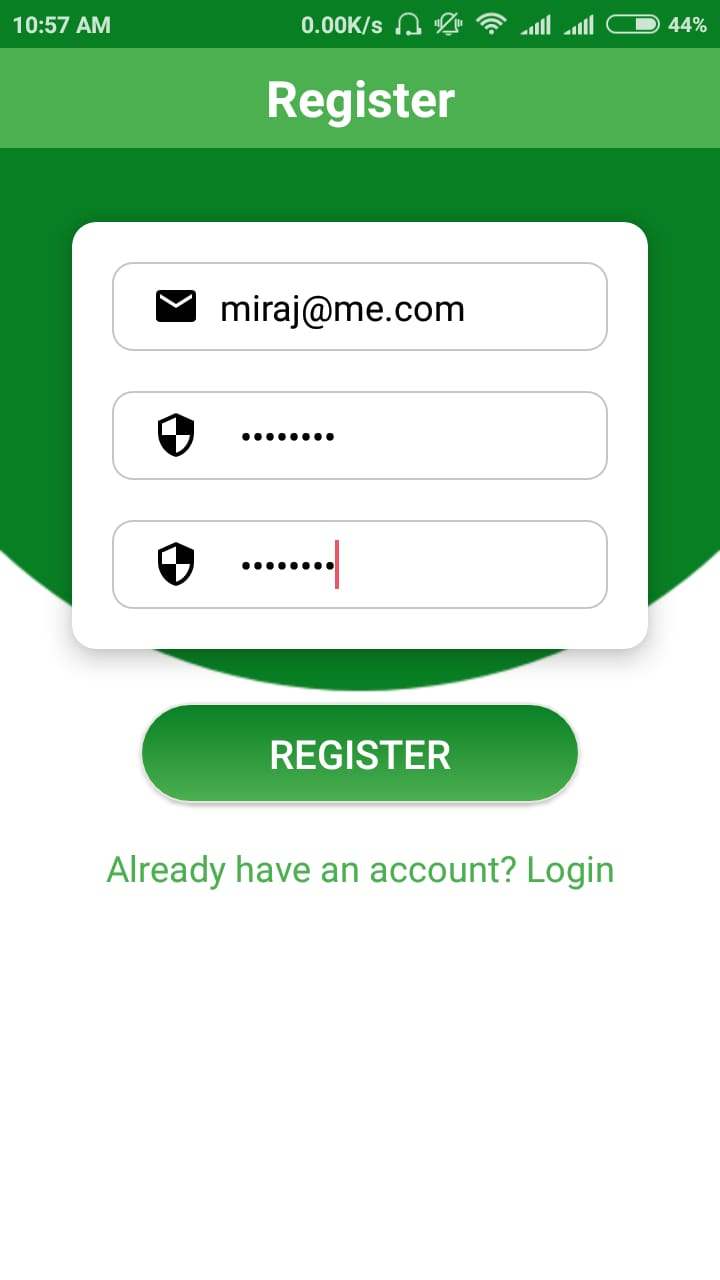 10:57 AM 0.00K/s 44%
Register
miraj@me.com
••••••••
••••••••
REGISTER
Already have an account? Login